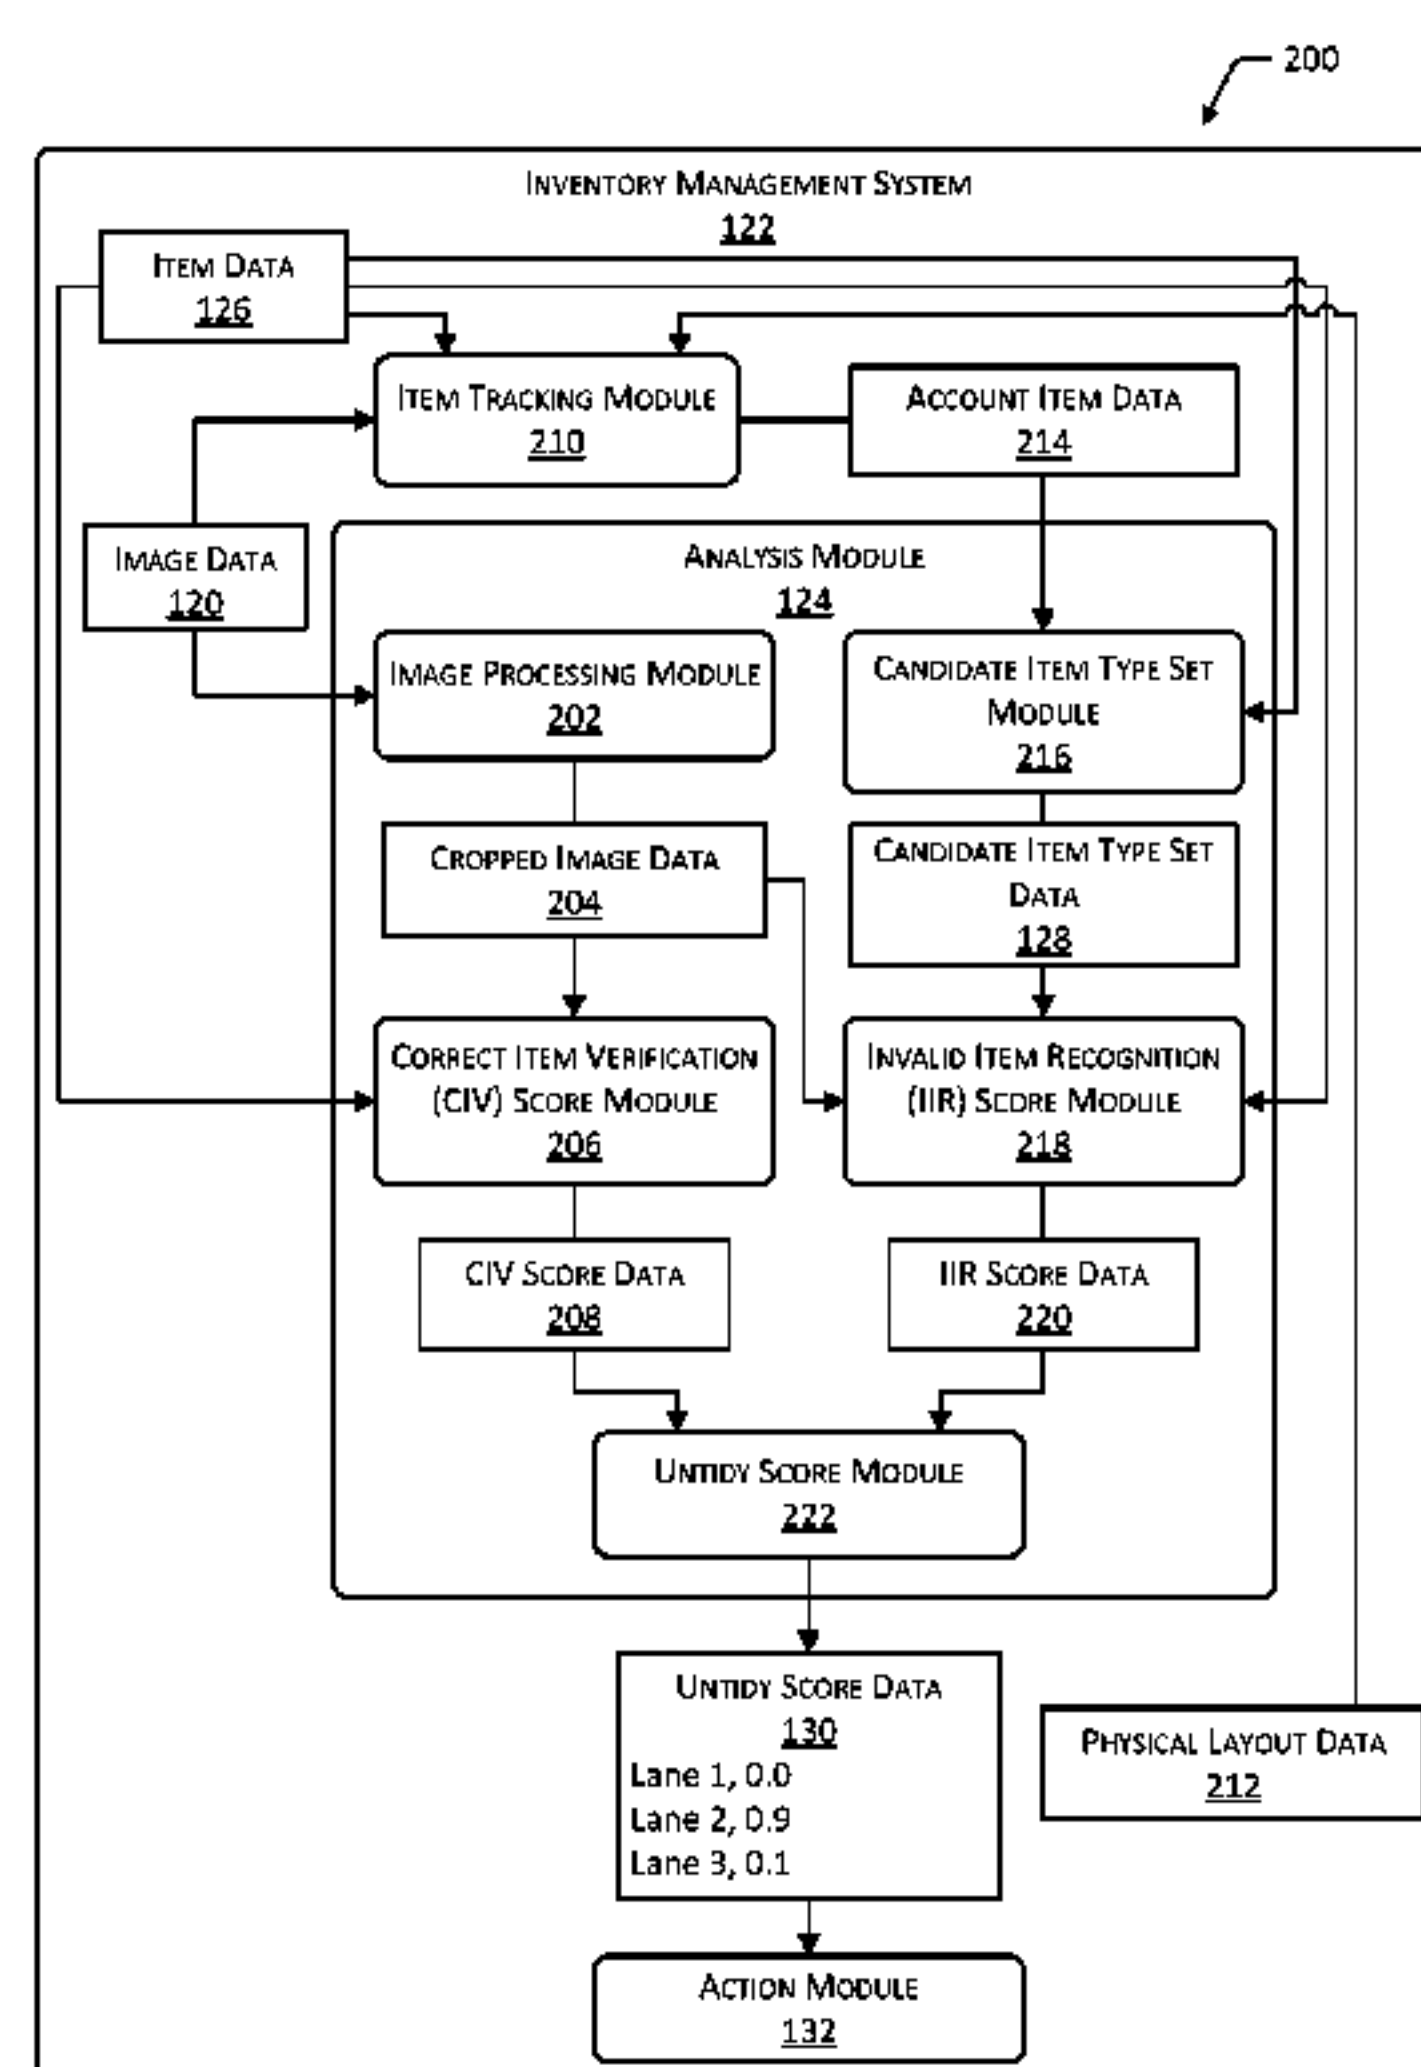 200
INVENTORY MANAGEMENT SYSTEM
122
ITEM DATA
126
ITEM TRACKING MODULE
210
ACCOUNT ITEM DATA
214
IMAGE DATA
120
ANALYSIS MODULE
124
IMAGE PROCESSING MODULE
202
CANDIDATE ITEM TYPE SET
MODULE
216
CROPPED IMAGE DATA
204
CANDIDATE ITEM TYPE SET
DATA
128
CORRECT ITEM VERIFICATION
(CIV) SCORE MODULE
206
INVALID ITEM RECOGNITION
(IIR) SCORE MODULE
218
CIV SCORE DATA
208
IIR SCORE DATA
220
UNTIDY SCORE MODULE
222
UNTIDY SCORE DATA
130
Lane 1, 0.0
Lane 2, 0.9
Lane 3, 0.1
PHYSICAL LAYOUT DATA
212
ACTION MODULE
132